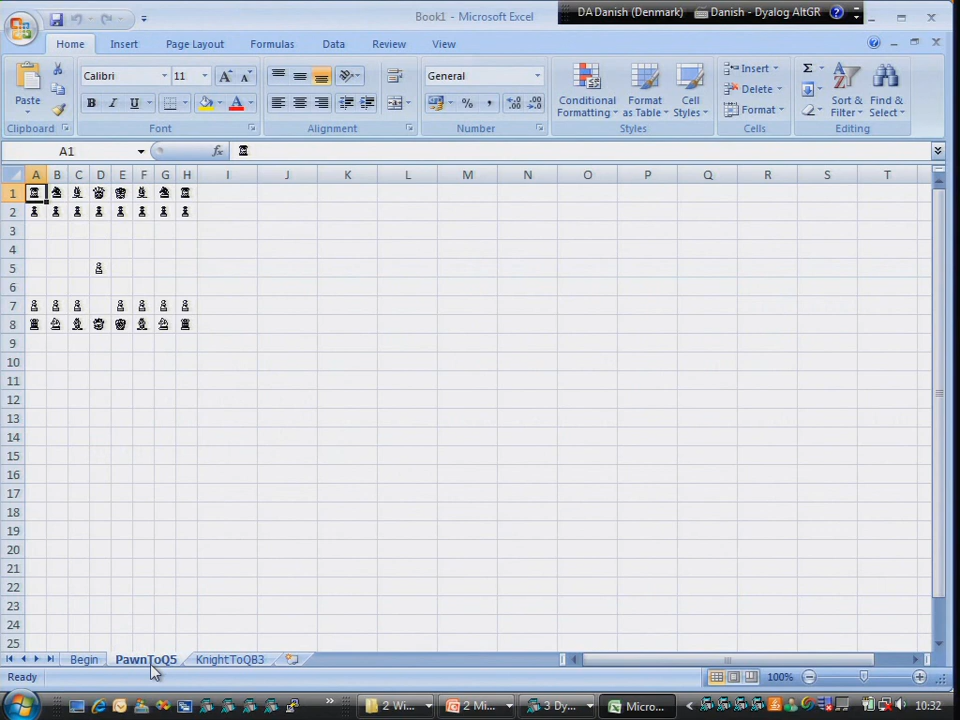 Book1 - Microsoft Excel
DA Danish (Denmark) Danish - Dyalog AltGR
Home Insert Page Layout Formulas Data Review View
Paste Calibri 11 General Conditional Formatting Format as Table Cell Styles Insert Delete Format Sort & Filter Find & Select
B I U A % Σ
Clipboard Font Alignment Number Styles Cells Editing
A1 fx ♖
A B C D E F G H I J K L M N O P Q R S T
1 ♖ ♞ ♝ ♛ ♚ ♝ ♞ ♖
2 ♟ ♟ ♟ ♟ ♟ ♟ ♟ ♟
3
4
5 ♙
6
7 ♙ ♙ ♙ ♙ ♙ ♙ ♙
8 ♜ ♘ ♗ ♕ ♔ ♗ ♘ ♜
9
10
11
12
13
14
15
16
17
18
19
20
21
22
23
24
25
Begin PawnToQ5 KnightToQB3
Ready 100%
2 Wi... 2 Mi... 3 Dy... Micro... 10:32